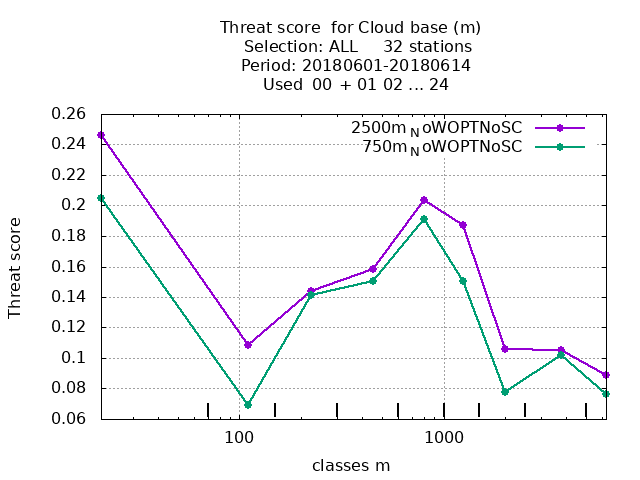 Threat score  for Cloud base (m)
Selection: ALL     32 stations
Period: 20180601-20180614
Used  00  + 01 02 ... 24
2500m_NoWOPTNoSC
750m_NoWOPTNoSC
0.26
0.24
0.22
0.2
0.18
0.16
0.14
0.12
0.1
0.08
0.06
Threat score
100
1000
classes m